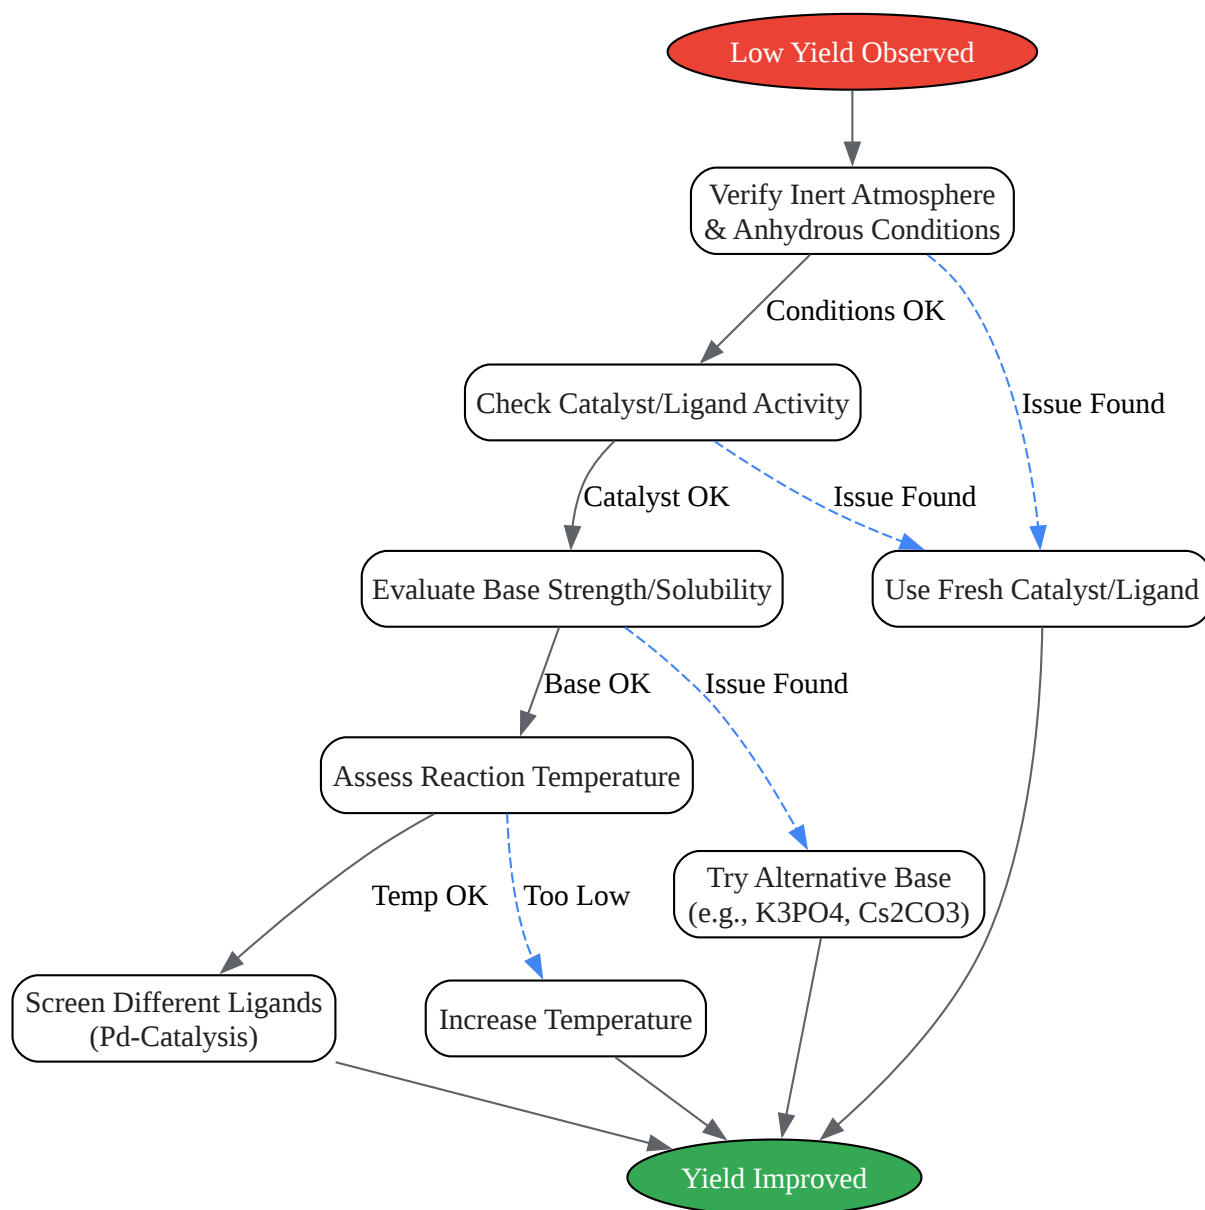 Low Yield Observed
Verify Inert Atmosphere
& Anhydrous Conditions
Conditions OK
Check Catalyst/Ligand Activity
Issue Found
Catalyst OK
Issue Found
Evaluate Base Strength/Solubility
Use Fresh Catalyst/Ligand
Base OK
Issue Found
Assess Reaction Temperature
Temp OK
Too Low
Try Alternative Base
(e.g., K3PO4, Cs2CO3)
Screen Different Ligands
(Pd-Catalysis)
Increase Temperature
Yield Improved